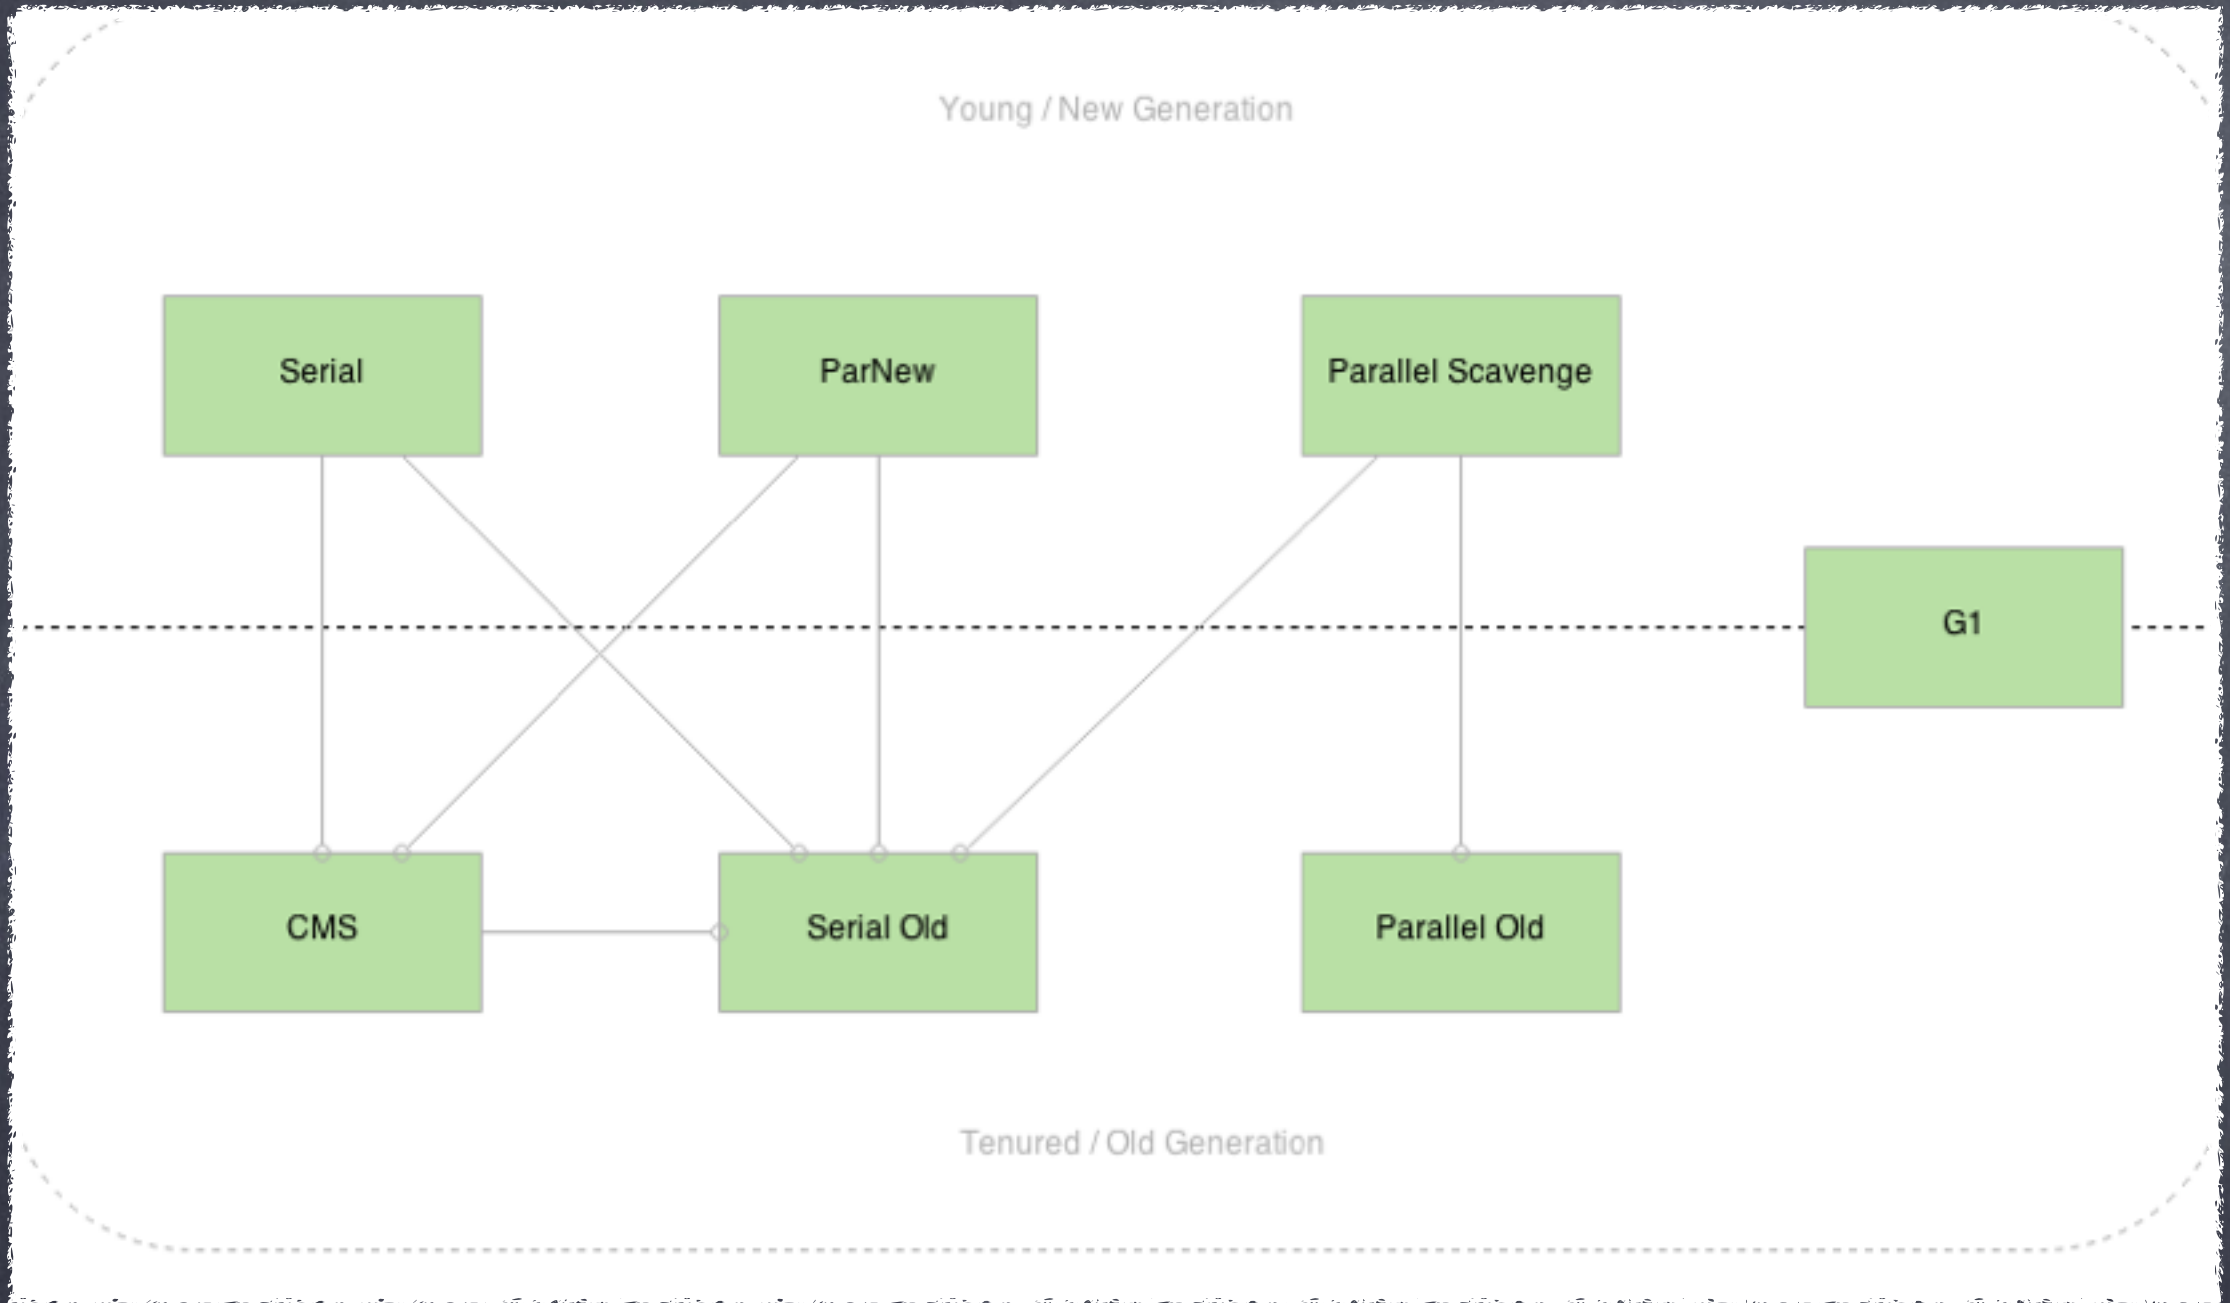 Young / New Generation
Serial
ParNew
Parallel Scavenge
G1
CMS
Serial Old
Parallel Old
Tenured / Old Generation